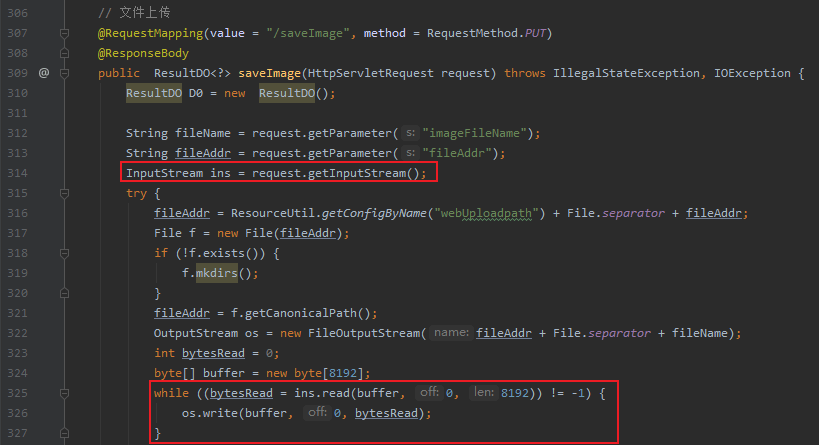 306 // 文件上传
307 @RequestMapping(value = "/saveImage", method = RequestMethod.PUT)
308 @ResponseBody
309 @ public ResultDO<?> saveImage(HttpServletRequest request) throws IllegalStateException, IOException {
310 ResultDO D0 = new ResultDO();
311
312 String fileName = request.getParameter( s: "imageFileName");
313 String fileAddr = request.getParameter( s: "fileAddr");
314 InputStream ins = request.getInputStream();
315 try {
316 fileAddr = ResourceUtil.getConfigByName("webUploadpath") + File.separator + fileAddr;
317 File f = new File(fileAddr);
318 if (!f.exists()) {
319 f.mkdirs();
320 }
321 fileAddr = f.getCanonicalPath();
322 OutputStream os = new FileOutputStream( name: fileAddr + File.separator + fileName);
323 int bytesRead = 0;
324 byte[] buffer = new byte[8192];
325 while ((bytesRead = ins.read(buffer, off: 0, len: 8192)) != -1) {
326 os.write(buffer, off: 0, bytesRead);
327 }